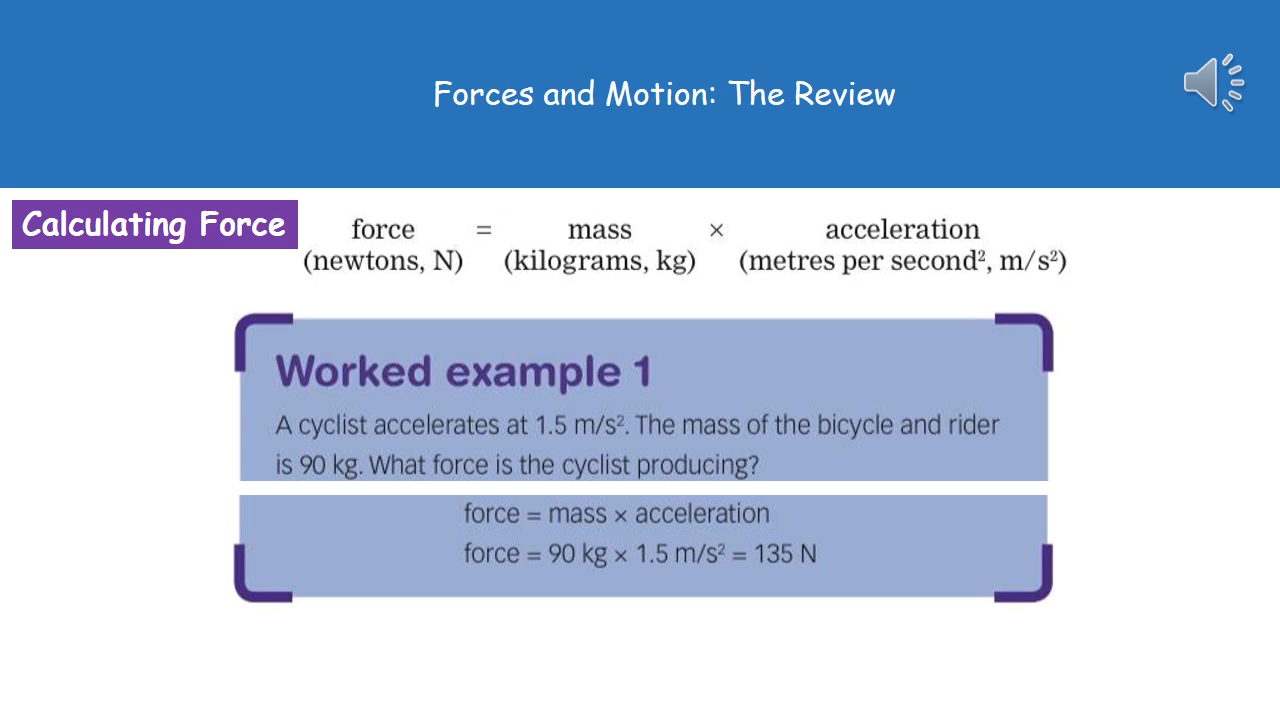 Forces and Motion: The Review
Calculating Force
force = mass × acceleration
(newtons, N) (kilograms, kg) (metres per second², m/s²)
Worked example 1
A cyclist accelerates at 1.5 m/s². The mass of the bicycle and rider
is 90 kg. What force is the cyclist producing?
force = mass × acceleration
force = 90 kg × 1.5 m/s² = 135 N